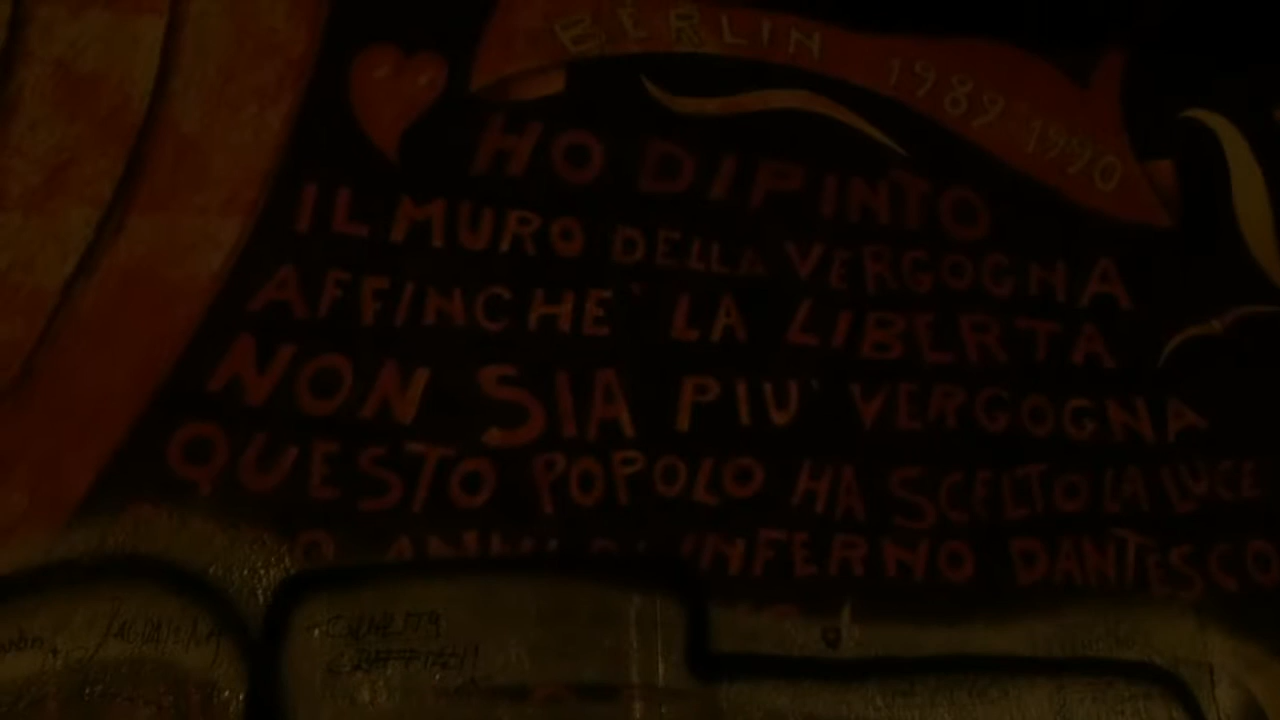 BERLIN 1989 1990
HO DIPINTO
IL MURO DELLA VERGOGNA
AFFINCHE' LA LIBERTA
NON SIA PIU' VERGOGNA
QUESTO POPOLO HA SCELTO LA LUCE
INFERNO DANTESCO